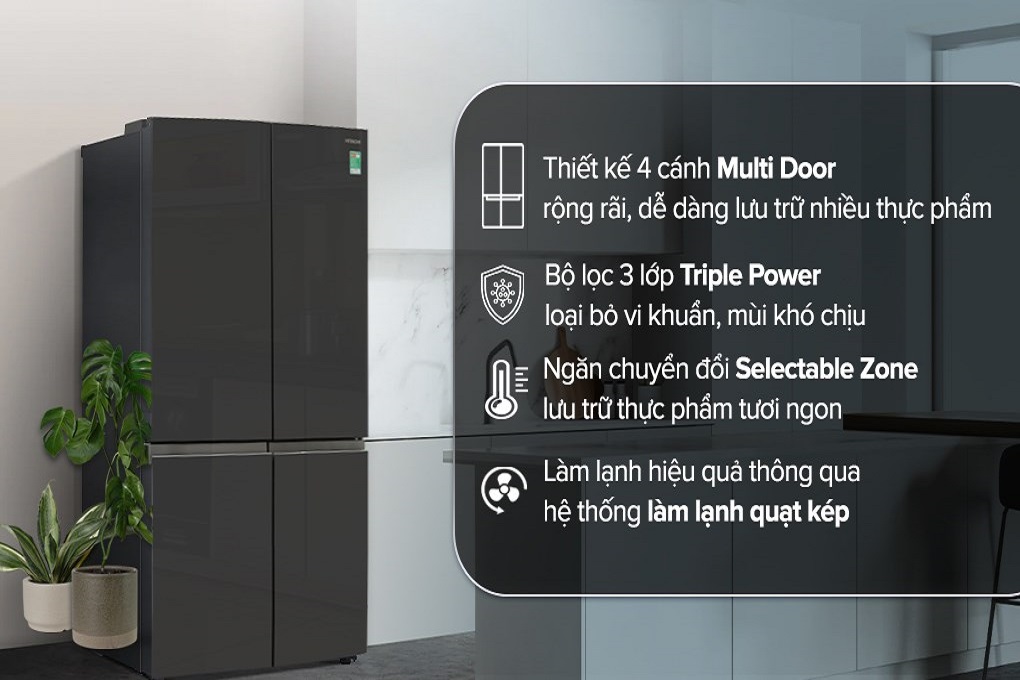 HITACHI
Thiết kế 4 cánh Multi Door
rộng rãi, dễ dàng lưu trữ nhiều thực phẩm
Bộ lọc 3 lớp Triple Power
loại bỏ vi khuẩn, mùi khó chịu
Ngăn chuyển đổi Selectable Zone
lưu trữ thực phẩm tươi ngon
Làm lạnh hiệu quả thông qua
hệ thống làm lạnh quạt kép